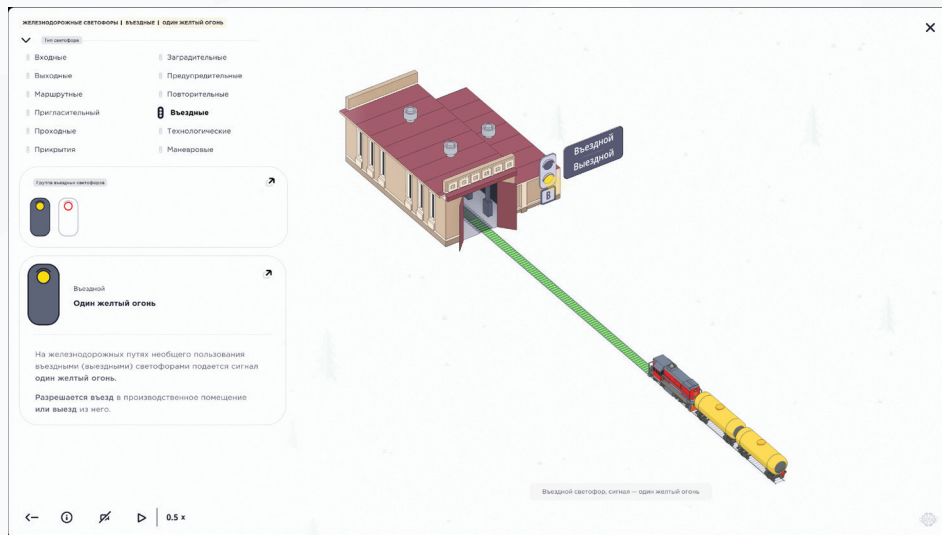 ЖЕЛЕЗНОДОРОЖНЫЕ СВЕТОФОРЫ | ВЪЕЗДНЫЕ | ОДИН ЖЕЛТЫЙ ОГОНЬ
Тип светофора
Входные
Заградительные
Выходные
Предупредительные
Маршрутные
Повторительные
Пригласительный
Въездные
Проходные
Технологические
Прикрытия
Маневровые
Группа въездных светофоров
Въездной
Один желтый огонь
На железнодорожных путях необщего пользования
въездными (выездными) светофорами подается сигнал
один желтый огонь.
Разрешается въезд в производственное помещение
или выезд из него.
Въездной
Выездной
В
Въездной светофор, сигнал — один желтый огонь
0.5 x